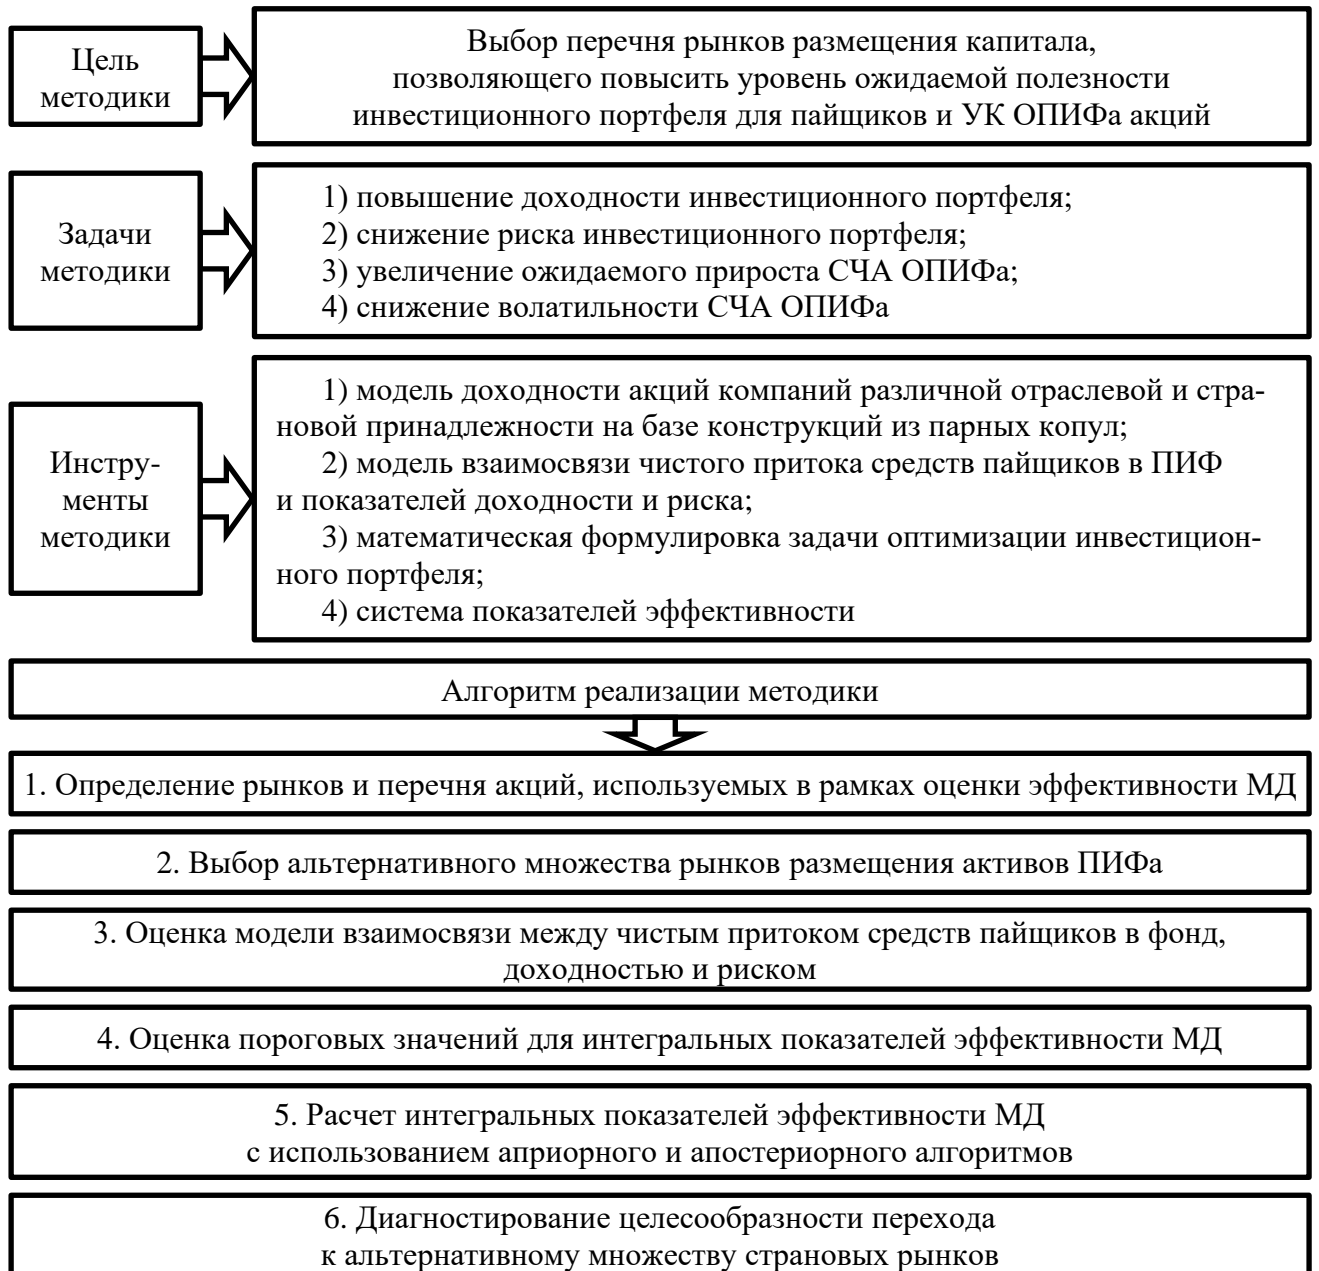 Цель
методики
Выбор перечня рынков размещения капитала,
позволяющего повысить уровень ожидаемой полезности
инвестиционного портфеля для пайщиков и УК ОПИФа акций
Задачи
методики
1) повышение доходности инвестиционного портфеля;
2) снижение риска инвестиционного портфеля;
3) увеличение ожидаемого прироста СЧА ОПИФа;
4) снижение волатильности СЧА ОПИФа
Инстру-
менты
методики
1) модель доходности акций компаний различной отраслевой и стра-
новой принадлежности на базе конструкций из парных копул;
2) модель взаимосвязи чистого притока средств пайщиков в ПИФ
и показателей доходности и риска;
3) математическая формулировка задачи оптимизации инвестицион-
ного портфеля;
4) система показателей эффективности
Алгоритм реализации методики
1. Определение рынков и перечня акций, используемых в рамках оценки эффективности МД
2. Выбор альтернативного множества рынков размещения активов ПИФа
3. Оценка модели взаимосвязи между чистым притоком средств пайщиков в фонд,
доходностью и риском
4. Оценка пороговых значений для интегральных показателей эффективности МД
5. Расчет интегральных показателей эффективности МД
с использованием априорного и апостериорного алгоритмов
6. Диагностирование целесообразности перехода
к альтернативному множеству страновых рынков